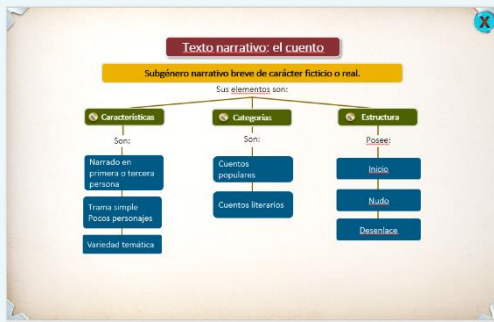 X
Texto narrativo: el cuento
Subgénero narrativo breve de carácter ficticio o real.
Sus elementos son:
Características
Son:
Narrado en
primera o tercera
persona
Trama simple
Pocos personajes
Variedad temática
Categorías
Son:
Cuentos
populares
Cuentos literarios
Estructura
Posee:
Inicio
Nudo
Desenlace